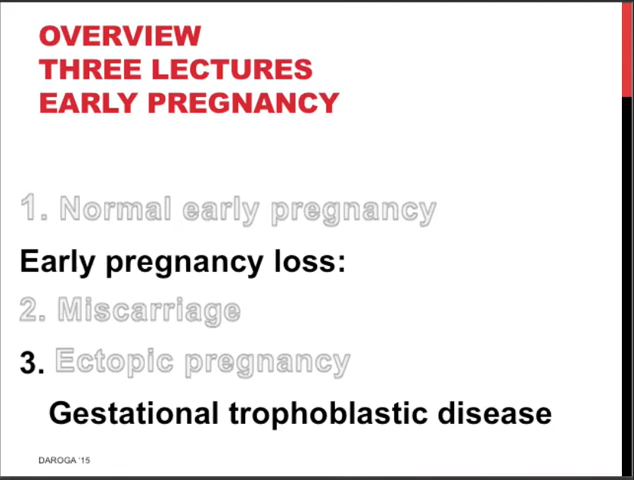 OVERVIEW
THREE LECTURES
EARLY PREGNANCY
1. Normal early pregnancy
Early pregnancy loss:
2. Miscarriage
3. Ectopic pregnancy
Gestational trophoblastic disease
DAROGA '15